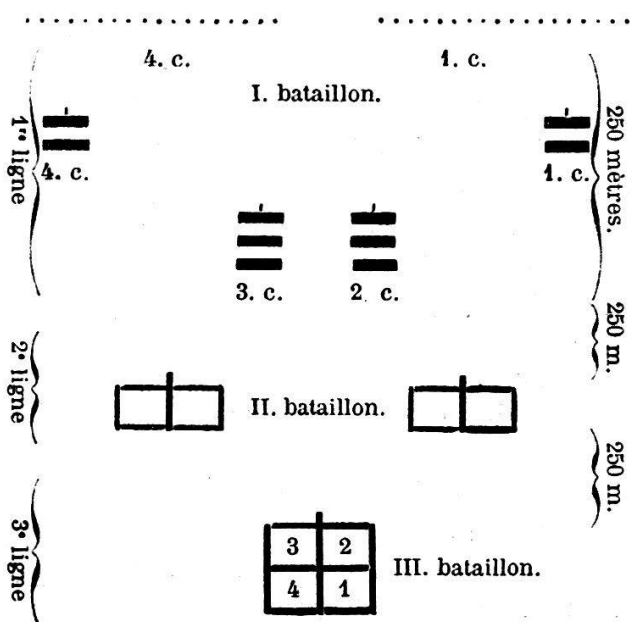 4. c. 1. c.
I. bataillon.
1re ligne
250 mètres.
4. c. 1. c.
3. c. 2 c.
250 m.
2e ligne
II. bataillon.
250 m.
3e ligne
3 2
4 1
III. bataillon.